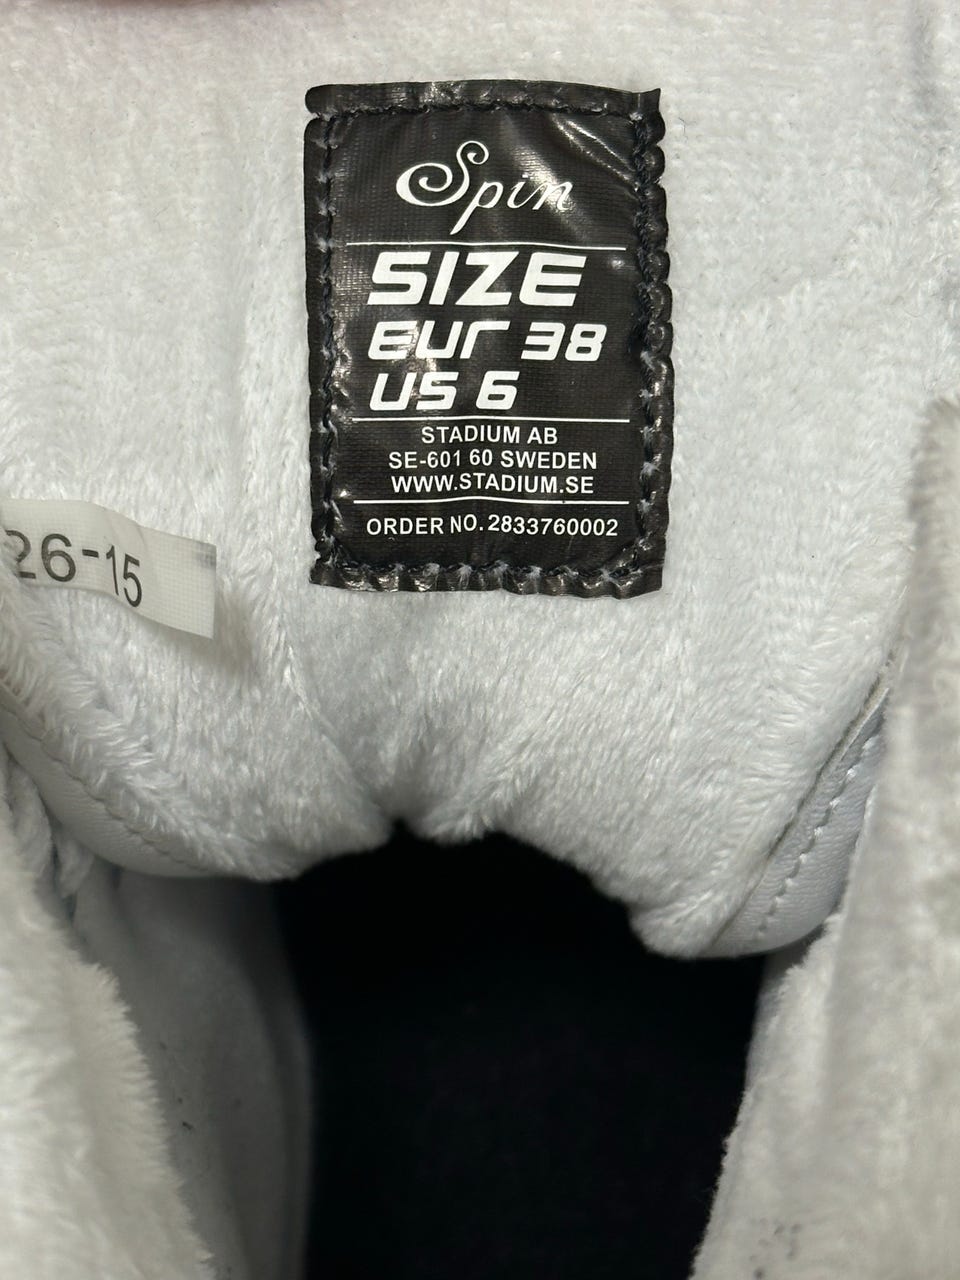 Spin
SIZE
EUR 38
US 6
STADIUM AB
SE-601 60 SWEDEN
WWW.STADIUM.SE
ORDER NO. 2833760002
26-15